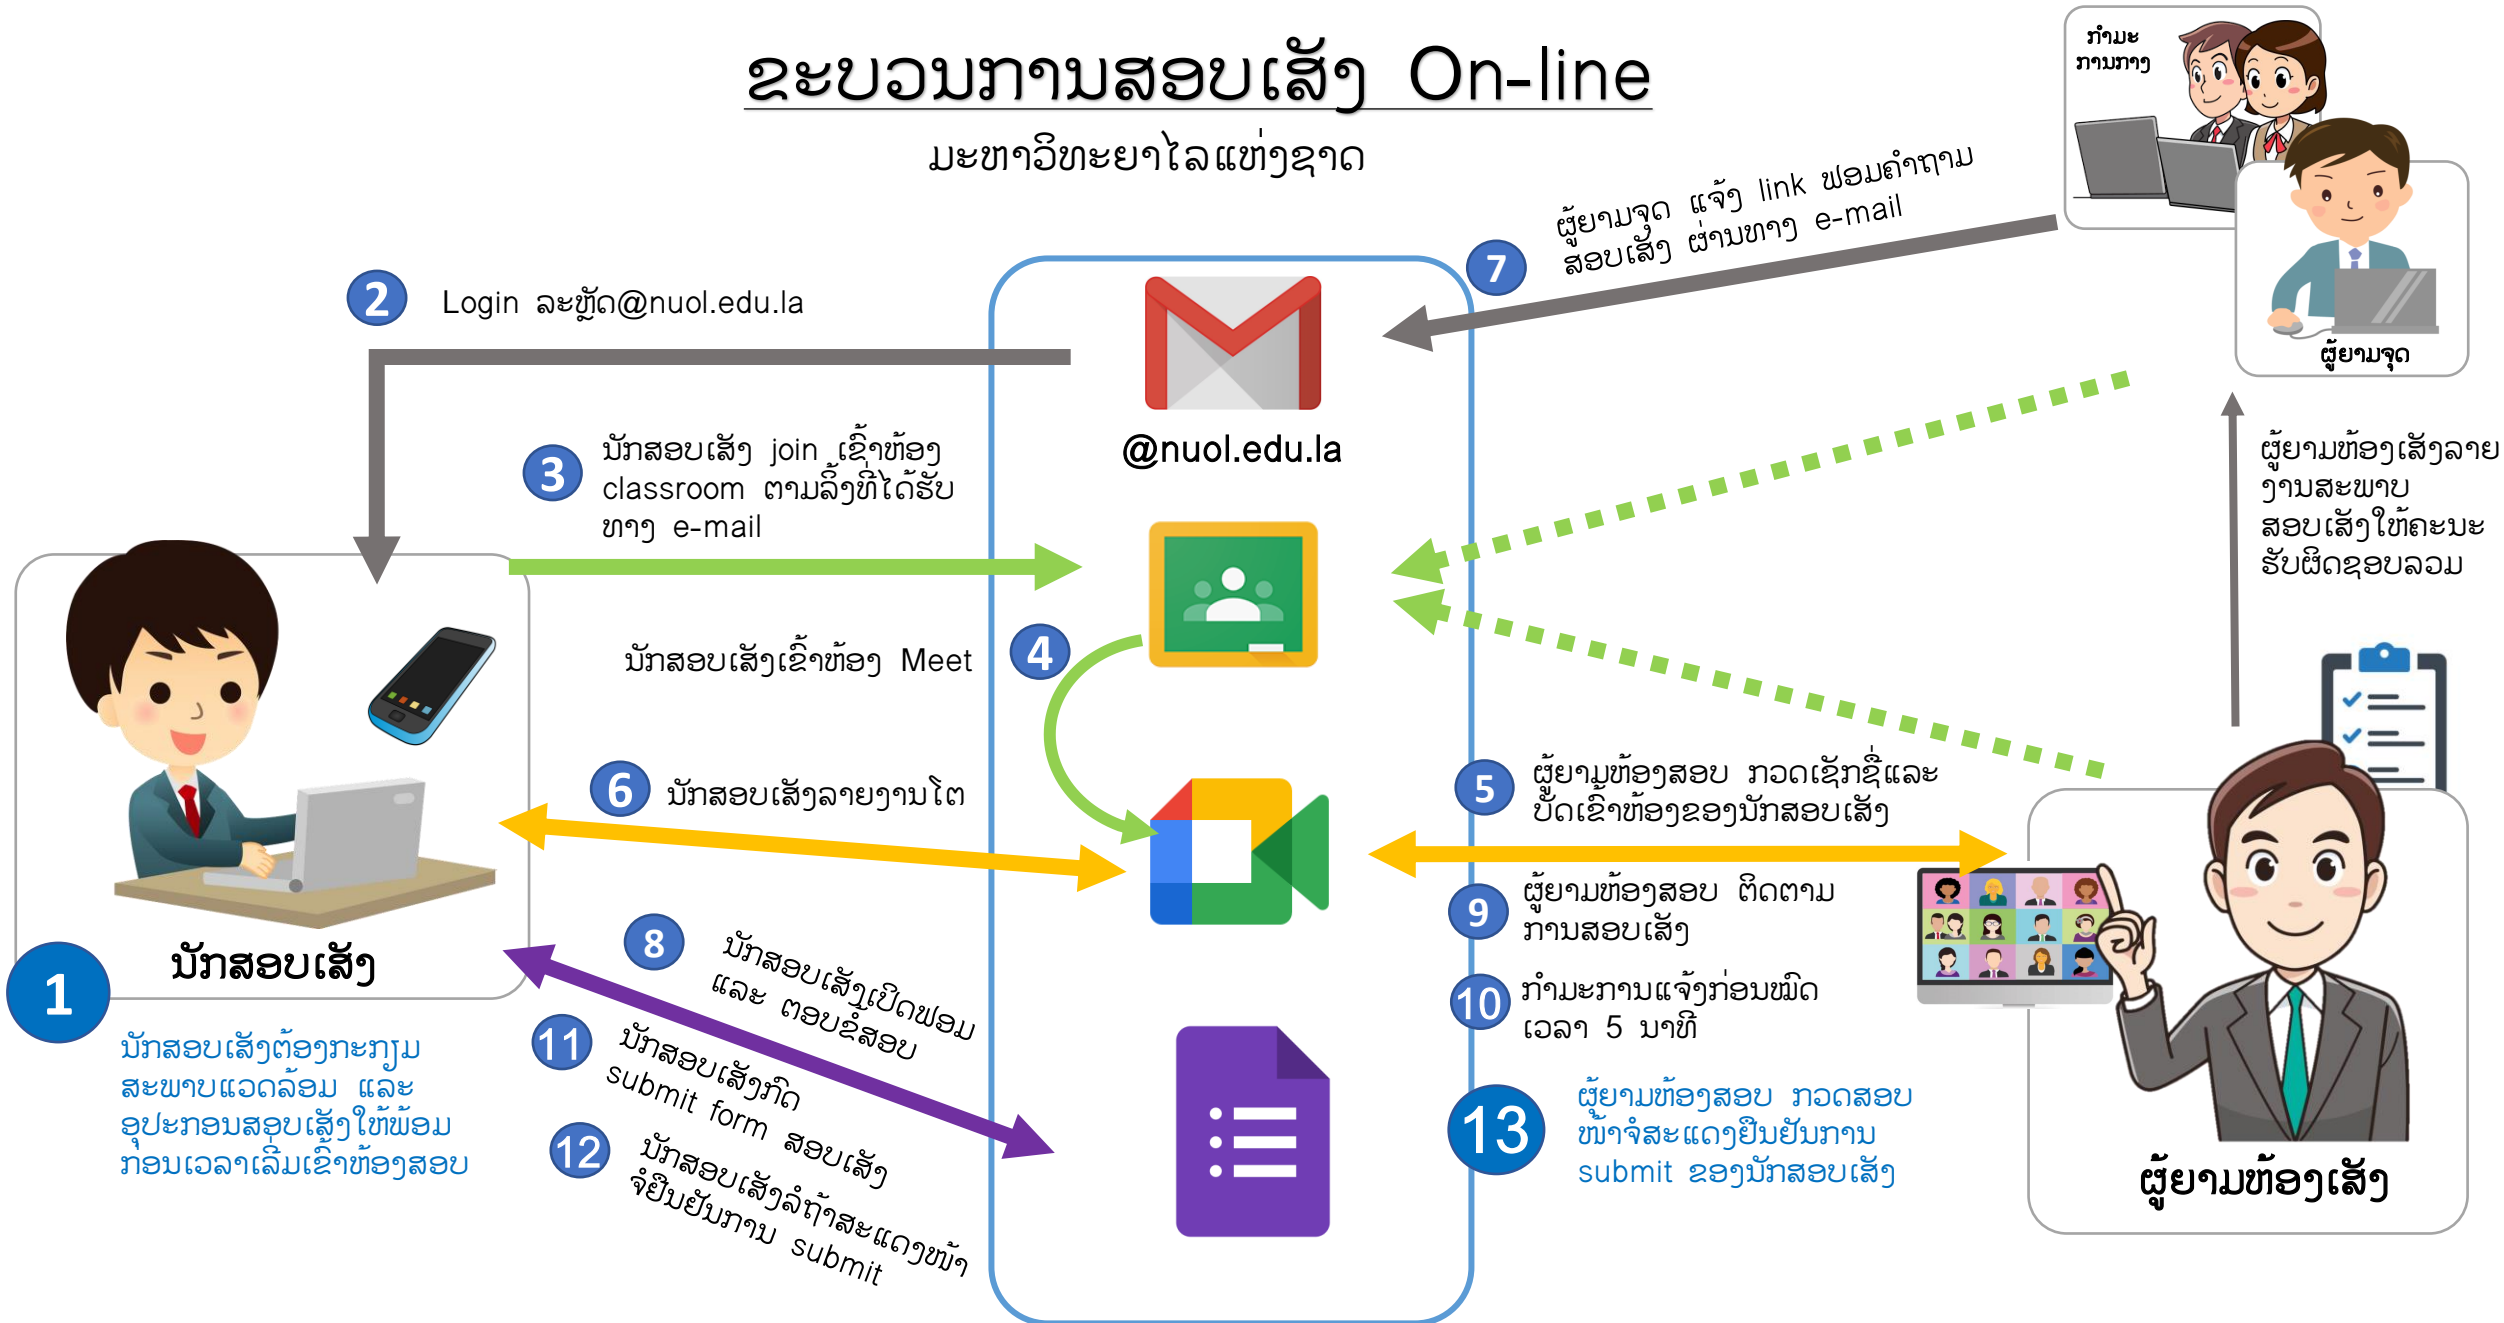 ຂະບວນການສອບເສັງ On-line
ມະຫາວິທະຍາໄລແຫ່ງຊາດ
ກຳມະ
ການກາງ
ຜູ້ຍາມຈຸດ
7
ຜູ້ຍາມຈຸດ ແຈ້ງ link ຟອມຄຳຖາມ
ສອບເສັງ ຜ່ານທາງ e-mail
2
Login ລະຫຼັດ@nuol.edu.la
@nuol.edu.la
3
ນັກສອບເສັງ join ເຂົ້າຫ້ອງ
classroom ຕາມລິ້ງທີ່ໄດ້ຮັບ
ທາງ e-mail
ຜູ້ຍາມຫ້ອງເສັງລາຍ
ງານສະພາບ
ສອບເສັງໃຫ້ຄະນະ
ຮັບຜິດຊອບລວມ
ນັກສອບເສັງເຂົ້າຫ້ອງ Meet
4
6
ນັກສອບເສັງລາຍງານໂຕ
5
ຜູ້ຍາມຫ້ອງສອບ ກວດເຊັກຊື່ແລະ
ບັດເຂົ້າຫ້ອງຂອງນັກສອບເສັງ
9
ຜູ້ຍາມຫ້ອງສອບ ຕິດຕາມ
ການສອບເສັງ
ນັກສອບເສັງ
1
ນັກສອບເສັງຕ້ອງກະກຽມ
ສະພາບແວດລ້ອມ ແລະ
ອຸປະກອນສອບເສັງໃຫ້ພ້ອມ
ກອນເວລາເລີ່ມເຂົ້າຫ້ອງສອບ
8
ນັກສອບເສັງເປີດຟອມ
ແລະ ຕອບຂໍ້ສອບ
11
ນັກສອບເສັງກົດ
submit form ສອບເສັງ
12
ນັກສອບເສັງລໍຖ້າສະແດງໜ້າ
ຈໍຢືນຢັນການ submit
10
ກຳມະການແຈ້ງກ່ອນໝົດ
ເວລາ 5 ນາທີ
13
ຜູ້ຍາມຫ້ອງສອບ ກວດສອບ
ໜ້າຈໍສະແດງຢືນຢັນການ
submit ຂອງນັກສອບເສັງ
ຜູ້ຍາມຫ້ອງເສັງ